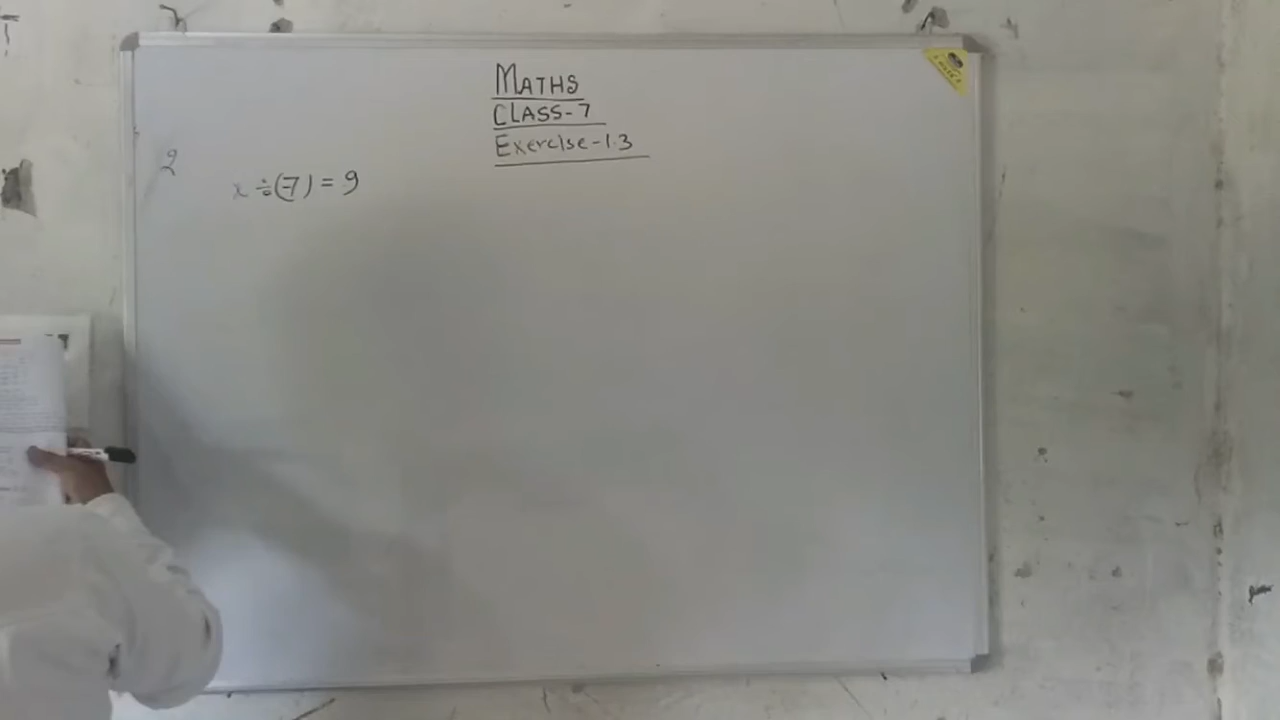 MATHS
CLASS-7
Exercise-1.3
2
x ÷(-7) = 9